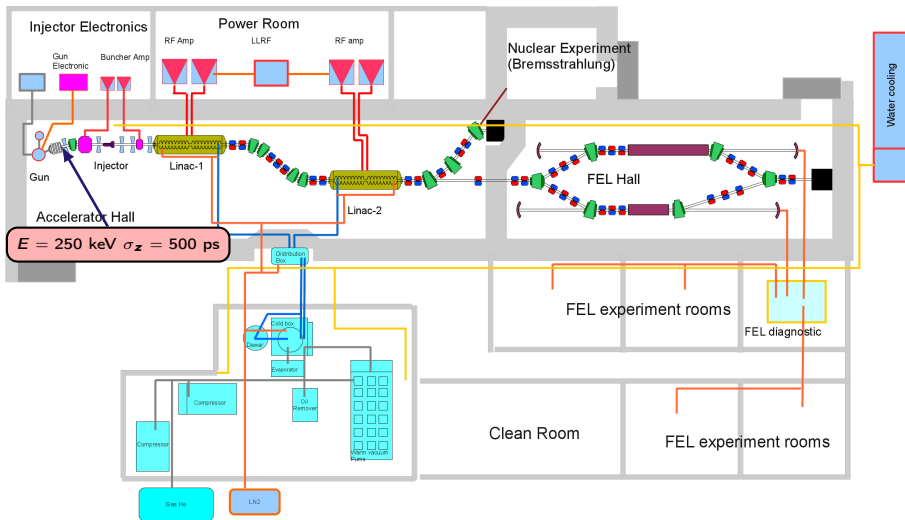 Injector Electronics
Power Room
Gun
Electronic
Buncher Amp
RF Amp
LLRF
RF amp
Nuclear Experiment
(Bremsstrahlung)
Water cooling
Gun
Injector
Linac-1
Linac-2
FEL Hall
Accelerator Hall
E = 250 keV σz = 500 ps
Distribution
Box
FEL experiment rooms
FEL diagnostic
Cold box
Dewar
Evaporator
Compressor
Oil
Remover
Compressor
Warm vacuum
Pums
Clean Room
FEL experiment rooms
Gas He
LN2